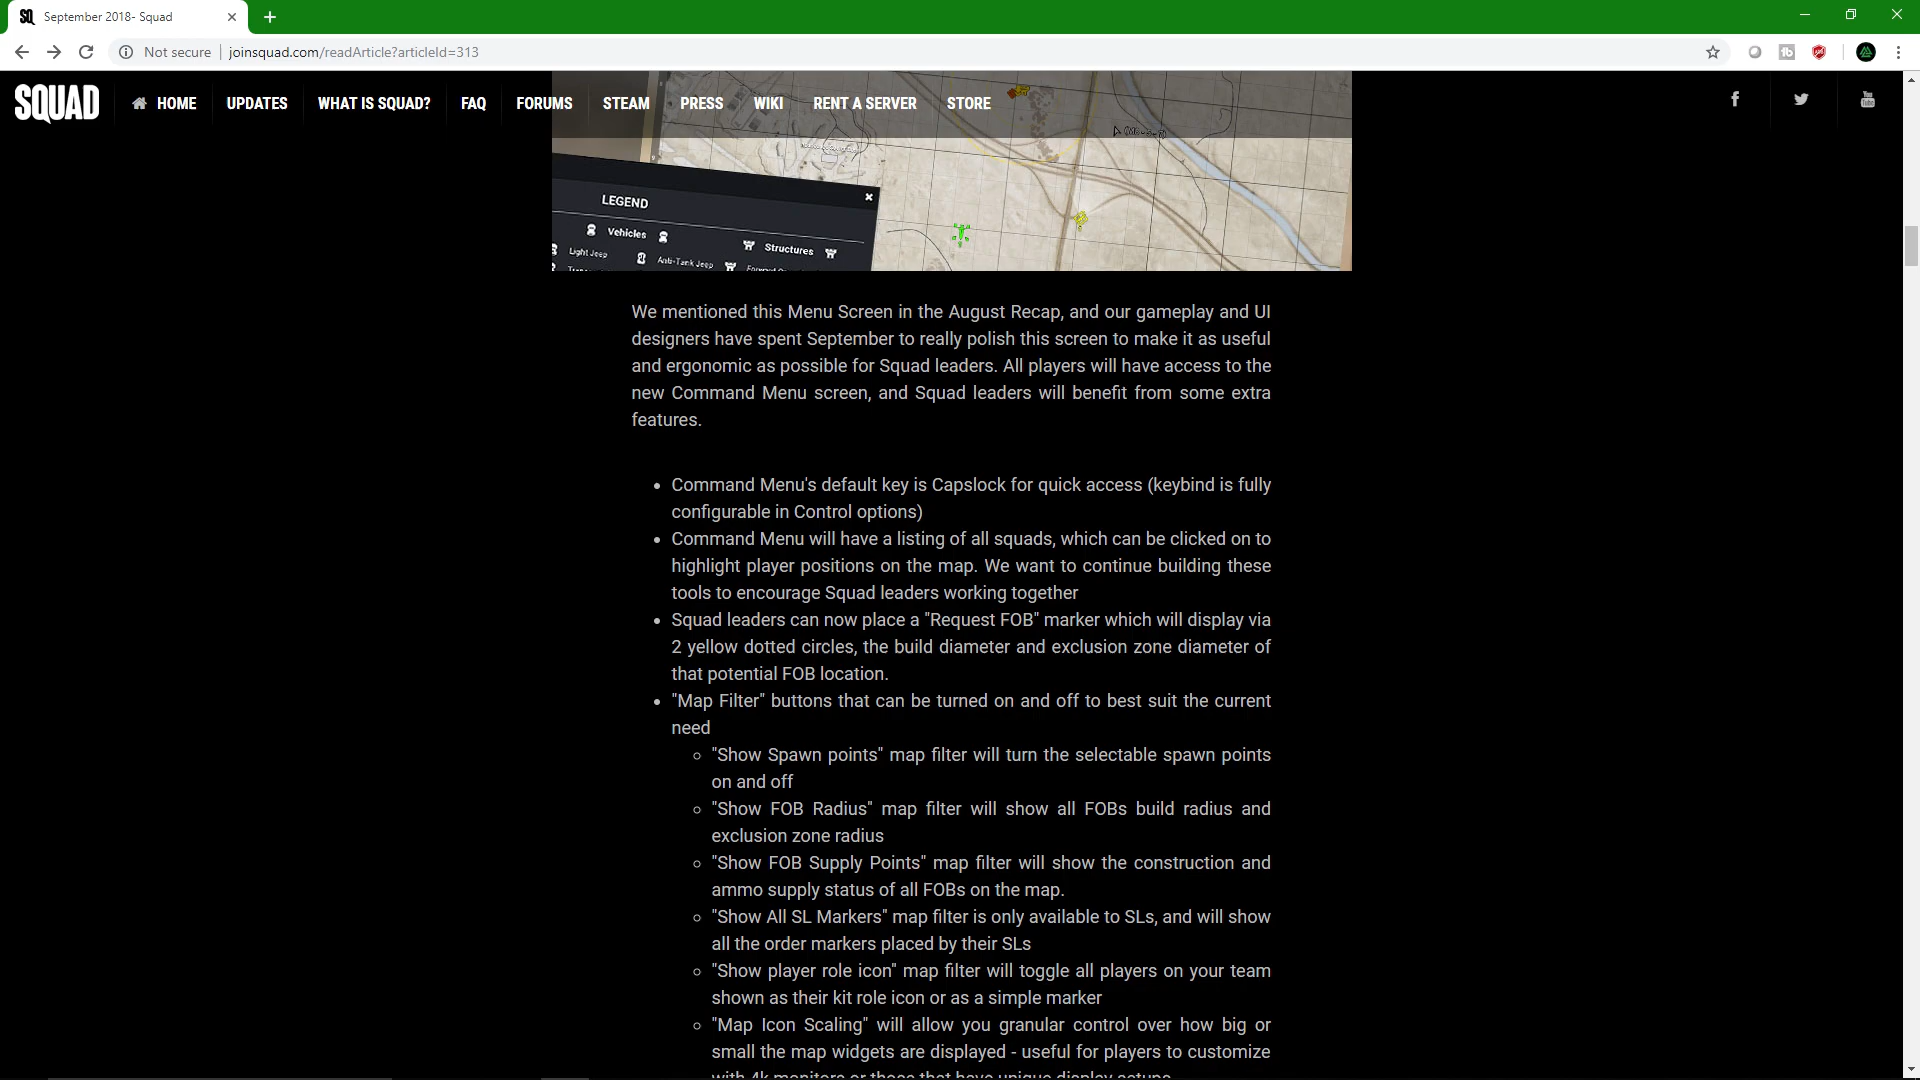 September 2018- Squad
Not secure
joinsquad.com/readArticle?articleId=313
SQUAD
HOME
UPDATES
WHAT IS SQUAD?
FAQ
FORUMS
STEAM
PRESS
WIKI
RENT A SERVER
STORE
LEGEND
Vehicles
Structures
Light Jeep
Anti-Tank Jeep
We mentioned this Menu Screen in the August Recap, and our gameplay and UI
designers have spent September to really polish this screen to make it as useful
and ergonomic as possible for Squad leaders. All players will have access to the
new Command Menu screen, and Squad leaders will benefit from some extra
features.
Command Menu's default key is Capslock for quick access (keybind is fully
configurable in Control options)
Command Menu will have a listing of all squads, which can be clicked on to
highlight player positions on the map. We want to continue building these
tools to encourage Squad leaders working together
Squad leaders can now place a "Request FOB" marker which will display via
2 yellow dotted circles, the build diameter and exclusion zone diameter of
that potential FOB location.
"Map Filter" buttons that can be turned on and off to best suit the current
need
"Show Spawn points" map filter will turn the selectable spawn points
on and off
"Show FOB Radius" map filter will show all FOBs build radius and
exclusion zone radius
"Show FOB Supply Points" map filter will show the construction and
ammo supply status of all FOBs on the map.
"Show All SL Markers" map filter is only available to SLs, and will show
all the order markers placed by their SLs
"Show player role icon" map filter will toggle all players on your team
shown as their kit role icon or as a simple marker
"Map Icon Scaling" will allow you granular control over how big or
small the map widgets are displayed - useful for players to customize
with 4k monitors or those that have unique display setups